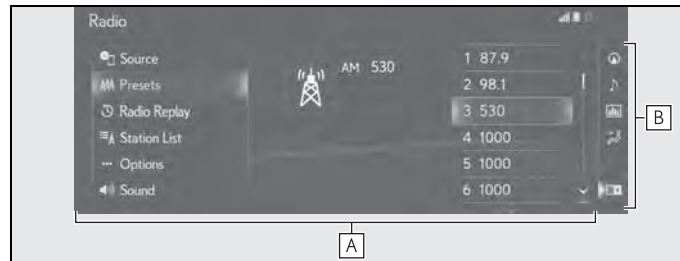 Radio
Source
Presets
Radio Replay
Station List
Options
Sound
AM 530
1 87.9
2 98.1
3 530
4 1000
5 1000
6 1000
A
B